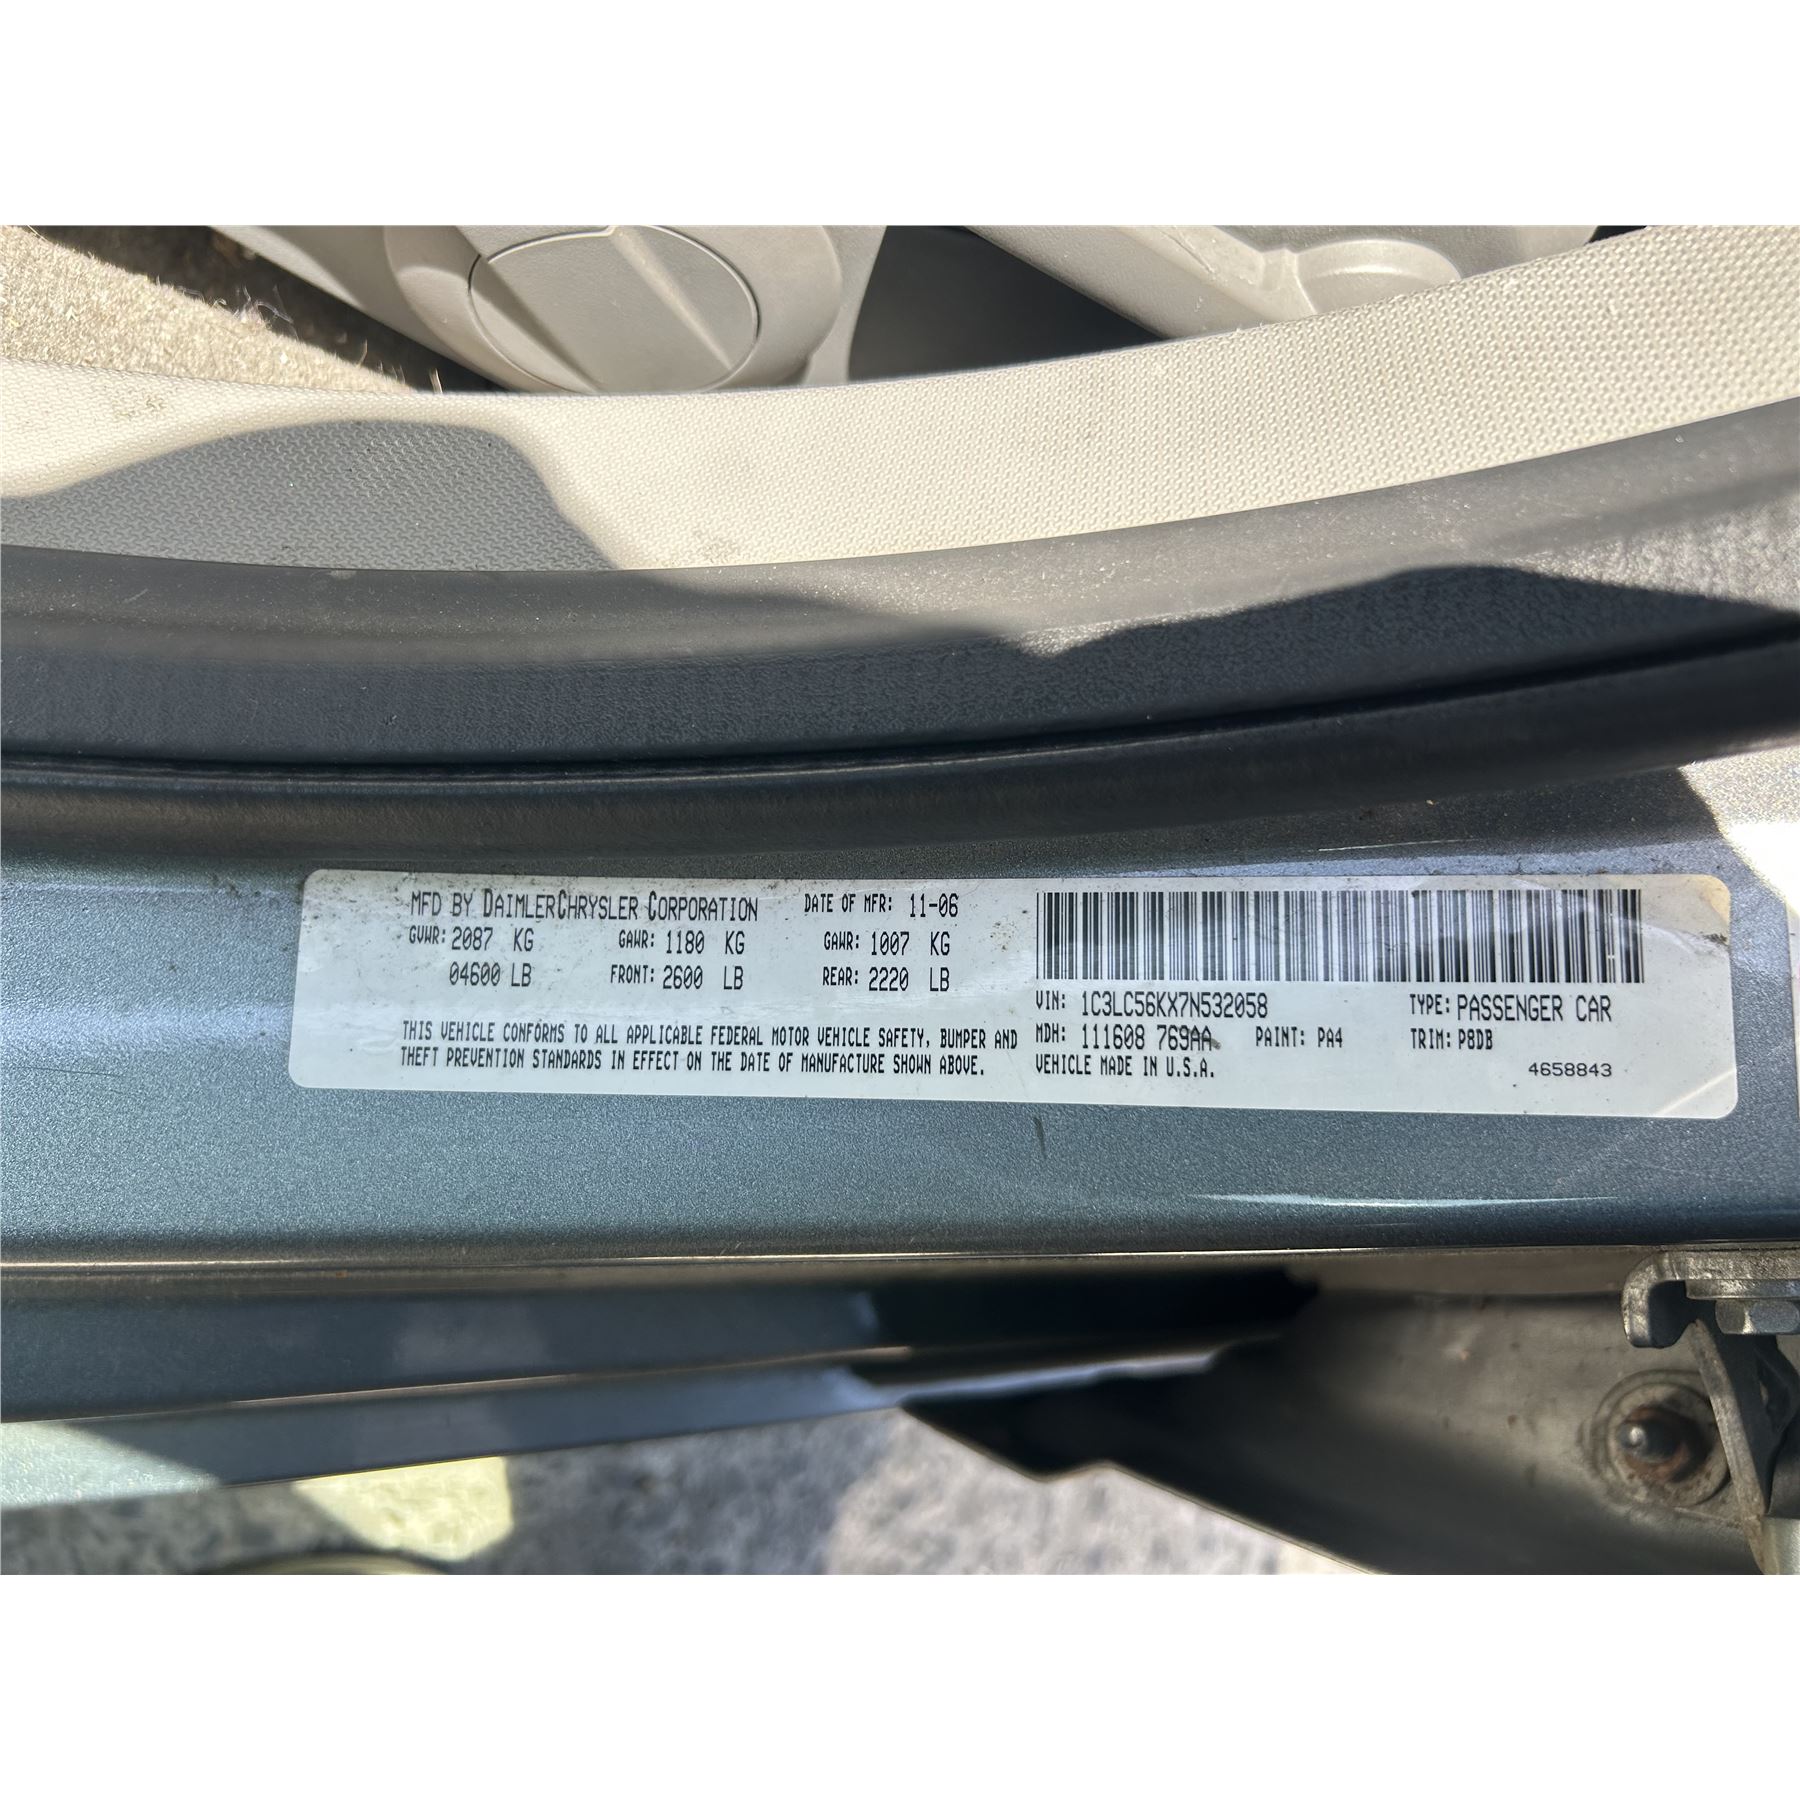 MFD BY DAIMLERCHRYSLER CORPORATION DATE OF MFR: 11-06
GVWR: 2087 KG GAWR: 1180 KG GAWR: 1007 KG
04600 LB FRONT: 2600 LB REAR: 2220 LB
THIS VEHICLE CONFORMS TO ALL APPLICABLE FEDERAL MOTOR VEHICLE SAFETY, BUMPER AND
THEFT PREVENTION STANDARDS IN EFFECT ON THE DATE OF MANUFACTURE SHOWN ABOVE.
VIN: 1C3LC56KX7N532058 TYPE: PASSENGER CAR
MDH: 111608 769AA PAINT: PA4 TRIM: P8DB
VEHICLE MADE IN U.S.A. 4658843